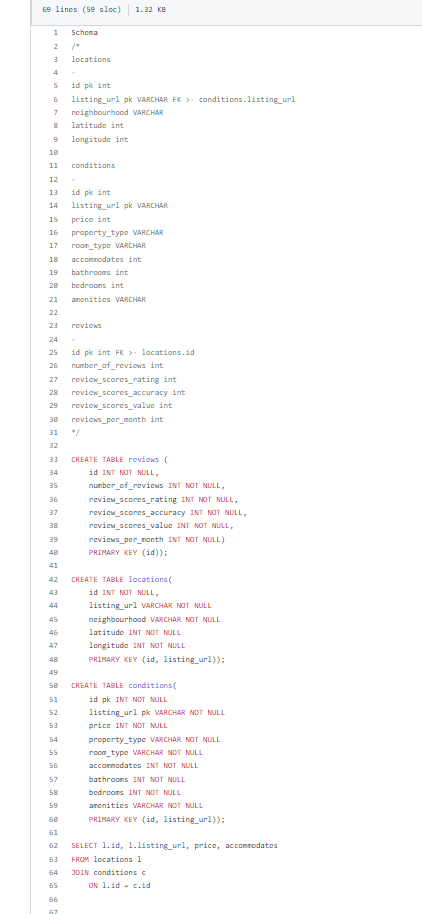 69 lines (59 sloc) 1.32 KB
1 Schema
2 /*
3 locations
4 -
5 id pk int
6 listing_url pk VARCHAR FK >- conditions.listing_url
7 neighbourhood VARCHAR
8 latitude int
9 longitude int
10
11 conditions
12 -
13 id pk int
14 listing_url pk VARCHAR
15 price int
16 property_type VARCHAR
17 room_type VARCHAR
18 accommodates int
19 bathrooms int
20 bedrooms int
21 amenities VARCHAR
22
23 reviews
24 -
25 id pk int FK >- locations.id
26 number_of_reviews int
27 review_scores_rating int
28 review_scores_accuracy int
29 review_scores_value int
30 reviews_per_month int
31 */
32
33 CREATE TABLE reviews (
34 id INT NOT NULL,
35 number_of_reviews INT NOT NULL,
36 review_scores_rating INT NOT NULL,
37 review_scores_accuracy INT NOT NULL,
38 review_scores_value INT NOT NULL,
39 reviews_per_month INT NOT NULL)
40 PRIMARY KEY (id));
41
42 CREATE TABLE locations(
43 id INT NOT NULL,
44 listing_url VARCHAR NOT NULL
45 neighbourhood VARCHAR NOT NULL
46 latitude INT NOT NULL
47 longitude INT NOT NULL
48 PRIMARY KEY (id, listing_url));
49
50 CREATE TABLE conditions(
51 id pk INT NOT NULL
52 listing_url pk VARCHAR NOT NULL
53 price INT NOT NULL
54 property_type VARCHAR NOT NULL
55 room_type VARCHAR NOT NULL
56 accommodates INT NOT NULL
57 bathrooms INT NOT NULL
58 bedrooms INT NOT NULL
59 amenities VARCHAR NOT NULL
60 PRIMARY KEY (id, listing_url));
61
62 SELECT l.id, l.listing_url, price, accommodates
63 FROM locations l
64 JOIN conditions c
65 ON l.id = c.id
66
67